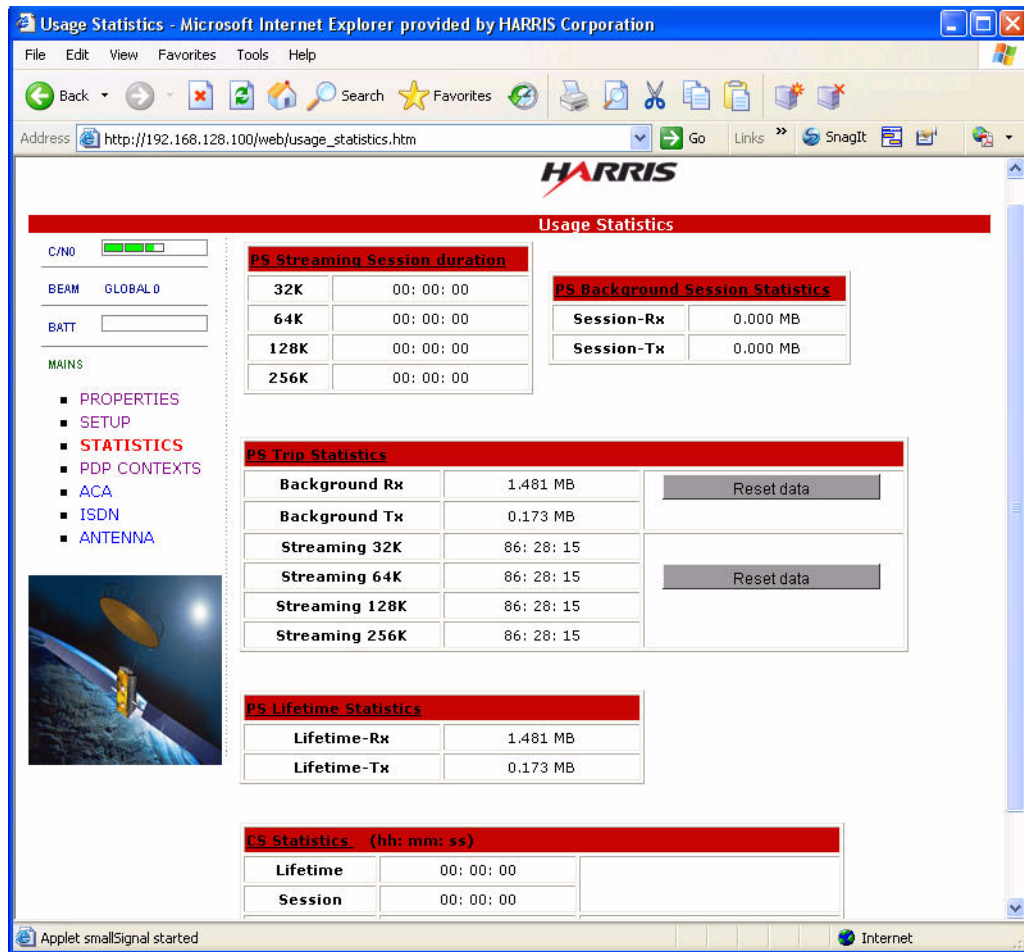 Usage Statistics - Microsoft Internet Explorer provided by HARRIS Corporation
File Edit View Favorites Tools Help
Back Search Favorites
Address http://192.168.128.100/web/usage_statistics.htm Go Links » SnagIt
HARRIS
Usage Statistics
C/N0
BEAM GLOBAL 0
BATT
MAINS
PROPERTIES
SETUP
STATISTICS
PDP CONTEXTS
ACA
ISDN
ANTENNA
PS Streaming Session duration
32K 00: 00: 00
64K 00: 00: 00
128K 00: 00: 00
256K 00: 00: 00
PS Background Session Statistics
Session-Rx 0.000 MB
Session-Tx 0.000 MB
PS Trip Statistics
Background Rx 1.481 MB Reset data
Background Tx 0.173 MB
Streaming 32K 86: 28: 15
Streaming 64K 86: 28: 15 Reset data
Streaming 128K 86: 28: 15
Streaming 256K 86: 28: 15
PS Lifetime Statistics
Lifetime-Rx 1.481 MB
Lifetime-Tx 0.173 MB
CS Statistics (hh: mm: ss)
Lifetime 00: 00: 00
Session 00: 00: 00
Applet smallSignal started Internet